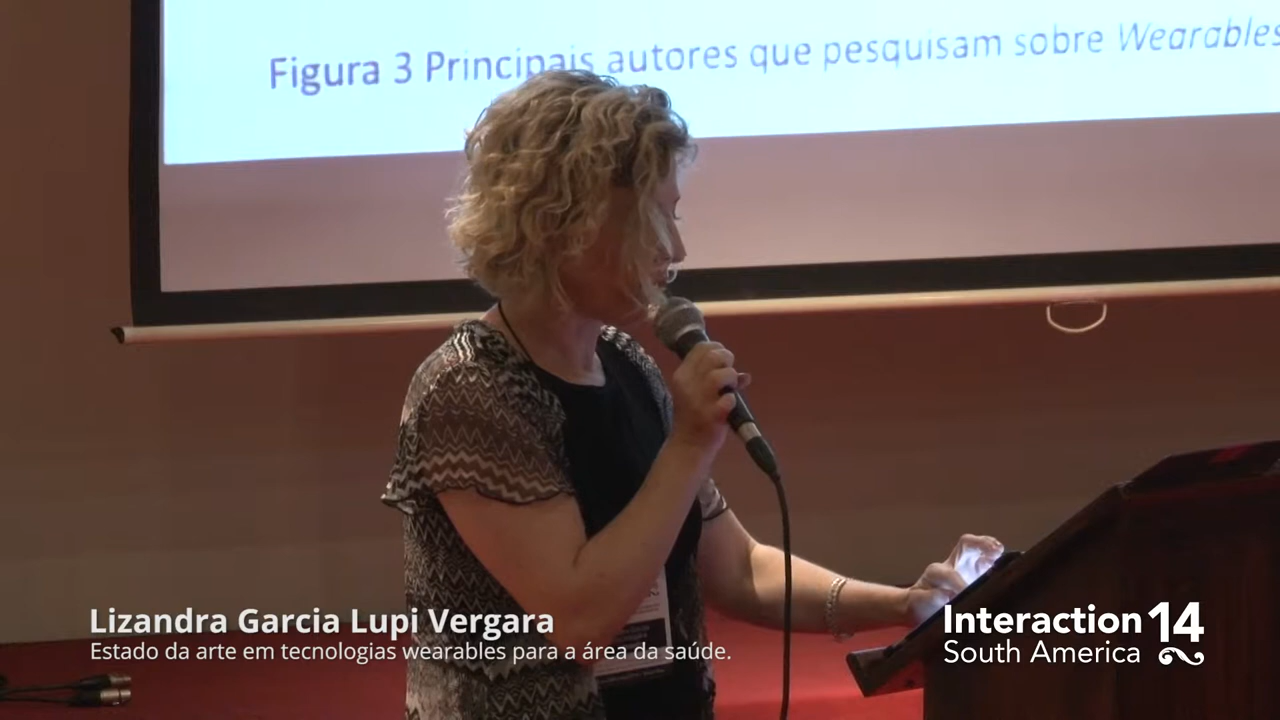 Figura 3 Principais autores que pesquisam sobre Wearables
Lizandra Garcia Lupi Vergara
Estado da arte em tecnologias wearables para a área da saúde.
Interaction 14
South America